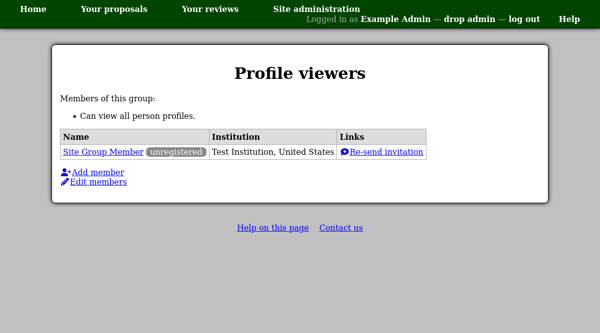 Home Your proposals Your reviews Site administration
Logged in as Example Admin — drop admin — log out Help
Profile viewers
Members of this group:
• Can view all person profiles.
Name Institution Links
Site Group Member unregistered Test Institution, United States Re-send invitation
Add member
Edit members
Help on this page Contact us